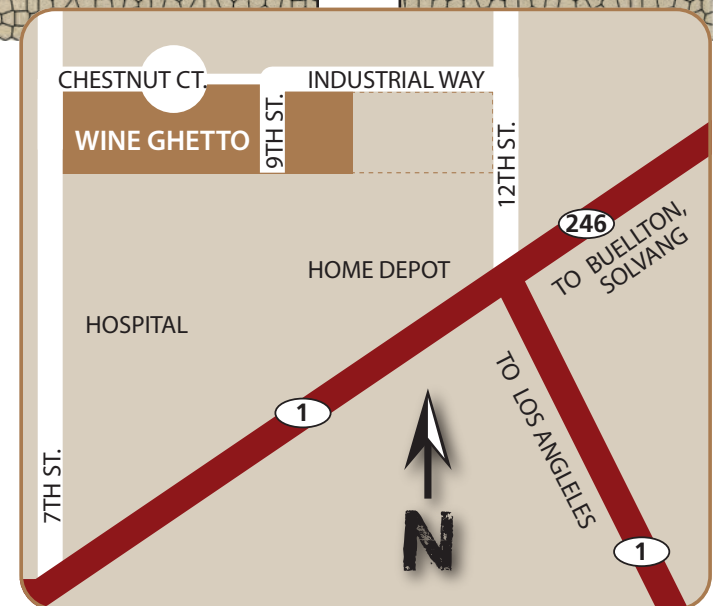 CHESTNUT CT.
INDUSTRIAL WAY
WINE GHETTO
9TH ST.
12TH ST.
246
TO BUELLTON,
SOLVANG
HOME DEPOT
HOSPITAL
1
TO LOS ANGLELES
7TH ST.
N
1